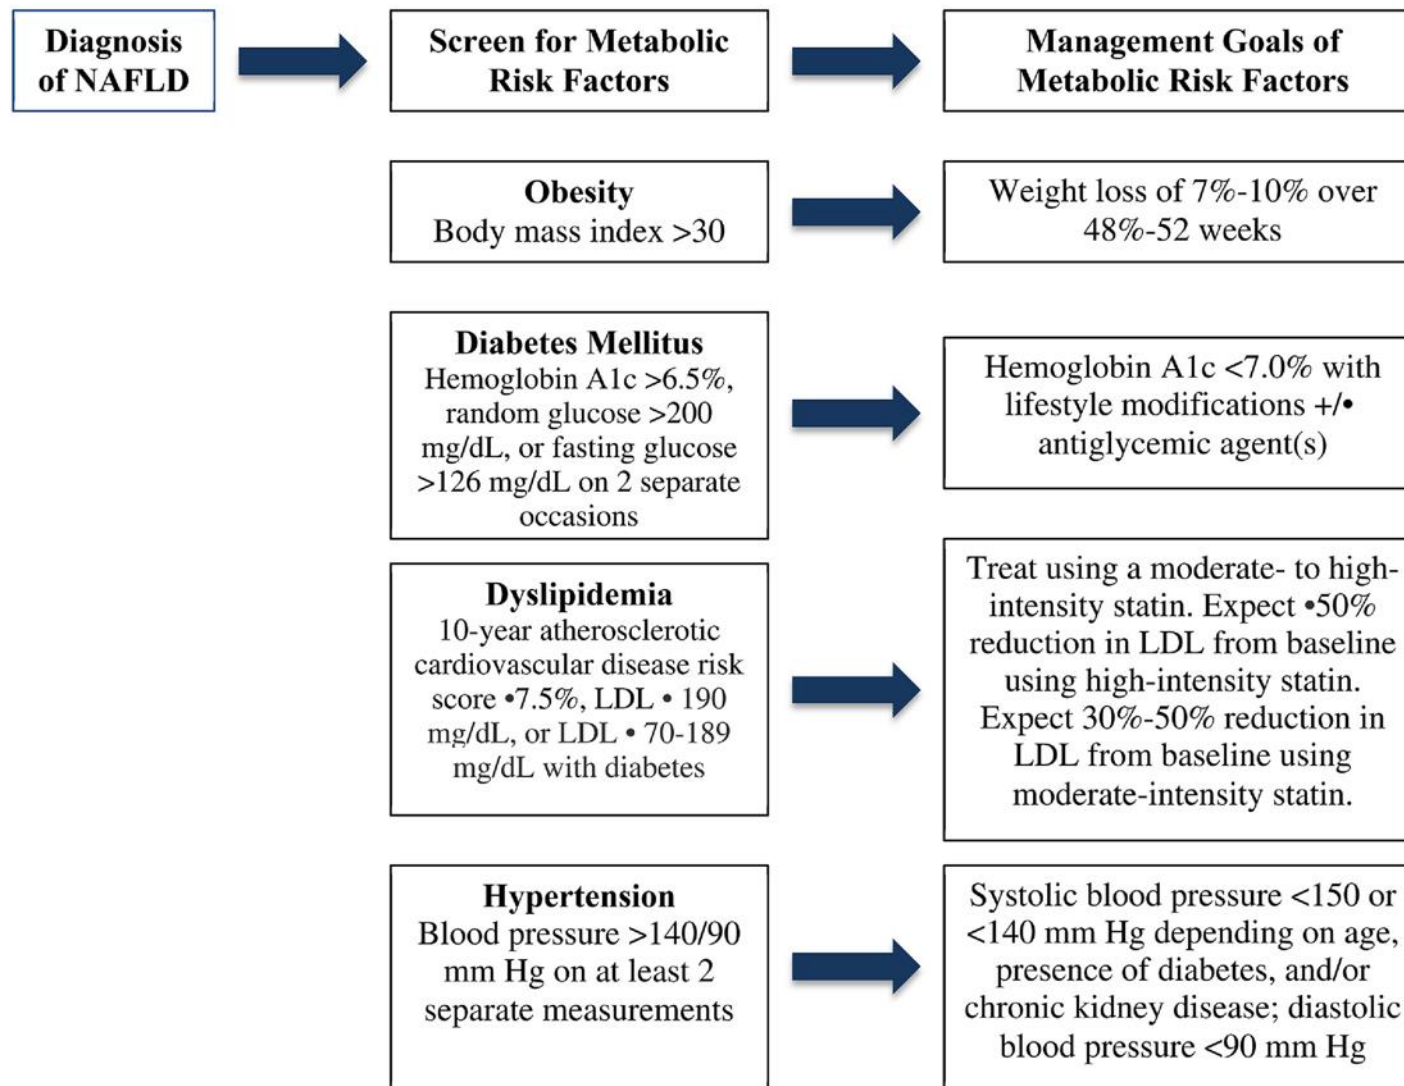 Diagnosis
of NAFLD
Screen for Metabolic
Risk Factors
Management Goals of
Metabolic Risk Factors
Obesity
Body mass index >30
Weight loss of 7%-10% over
48%-52 weeks
Diabetes Mellitus
Hemoglobin A1c >6.5%,
random glucose >200
mg/dL, or fasting glucose
>126 mg/dL on 2 separate
occasions
Hemoglobin A1c <7.0% with
lifestyle modifications +/•
antiglycemic agent(s)
Dyslipidemia
10-year atherosclerotic
cardiovascular disease risk
score •7.5%, LDL • 190
mg/dL, or LDL • 70-189
mg/dL with diabetes
Treat using a moderate- to high-
intensity statin. Expect •50%
reduction in LDL from baseline
using high-intensity statin.
Expect 30%-50% reduction in
LDL from baseline using
moderate-intensity statin.
Hypertension
Blood pressure >140/90
mm Hg on at least 2
separate measurements
Systolic blood pressure <150 or
<140 mm Hg depending on age,
presence of diabetes, and/or
chronic kidney disease; diastolic
blood pressure <90 mm Hg